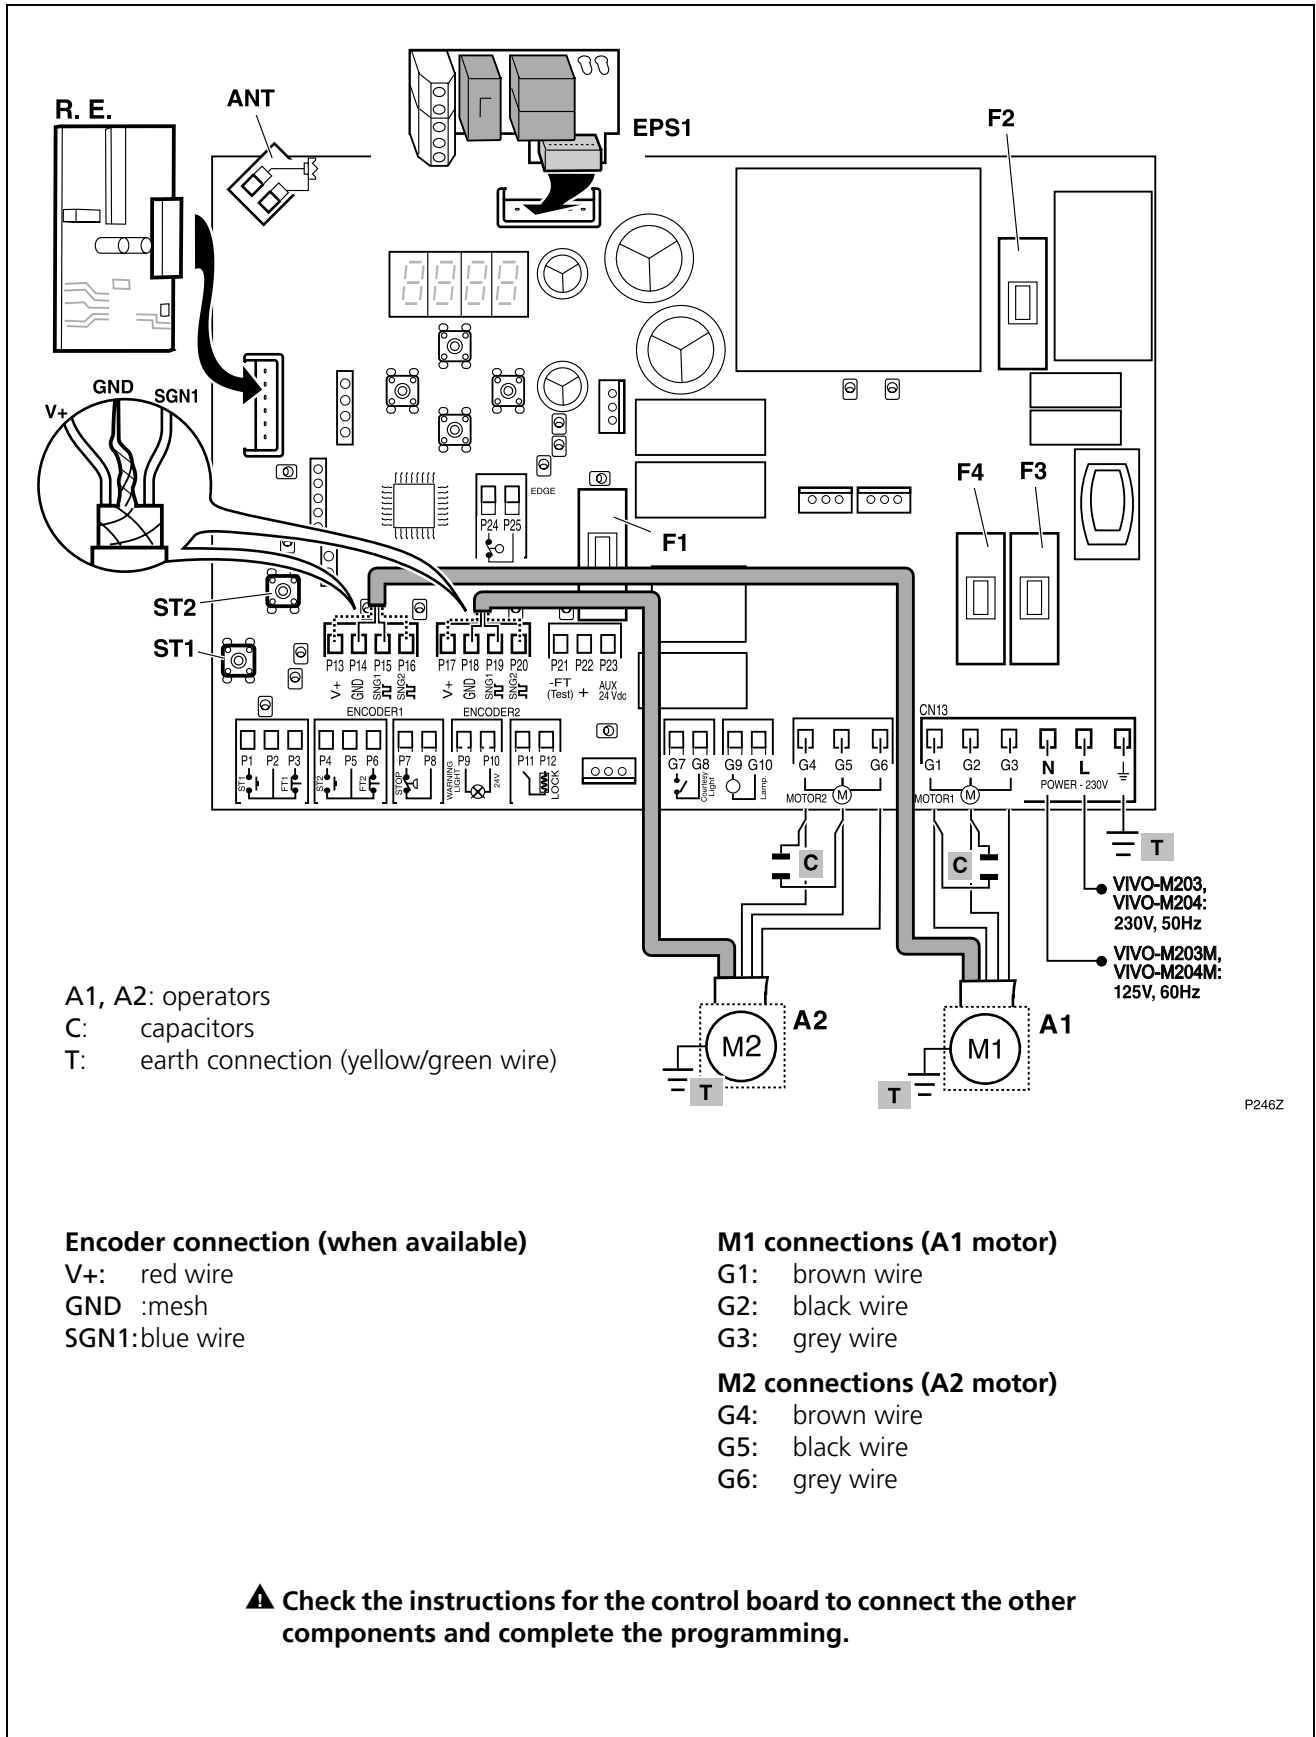 R. E.
ANT
EPS1
F2
GND
V+
SGN1
EDGE
P24 P25
F1
F4
F3
ST2
ST1
P13 P14 P15 P16
P17 P18 P19 P20
P21 P22 P23
V+ GND SNG1 SNG2
V+ GND SNG1 SNG2
-FT (Test) + AUX 24 Vdc
ENCODER1
ENCODER2
CN13
P1 P2 P3
P4 P5 P6
P7 P8
P9 P10
P11 P12
G7 G8
G9 G10
G4 G5 G6
G1 G2 G3
N L
ST1 FT1
ST2 FT2
STOP
WARNING LIGHT 24V
LOCK
Courtesy Light
Lamp.
MOTOR2 M
MOTOR1 M
POWER - 230V
C
C
T
VIVO-M203,
VIVO-M204:
230V, 50Hz
VIVO-M203M,
VIVO-M204M:
125V, 60Hz
A1, A2: operators
C: capacitors
T: earth connection (yellow/green wire)
M2
A2
M1
A1
T
T
P246Z
Encoder connection (when available)
V+: red wire
GND :mesh
SGN1: blue wire
M1 connections (A1 motor)
G1: brown wire
G2: black wire
G3: grey wire
M2 connections (A2 motor)
G4: brown wire
G5: black wire
G6: grey wire
Check the instructions for the control board to connect the other
components and complete the programming.